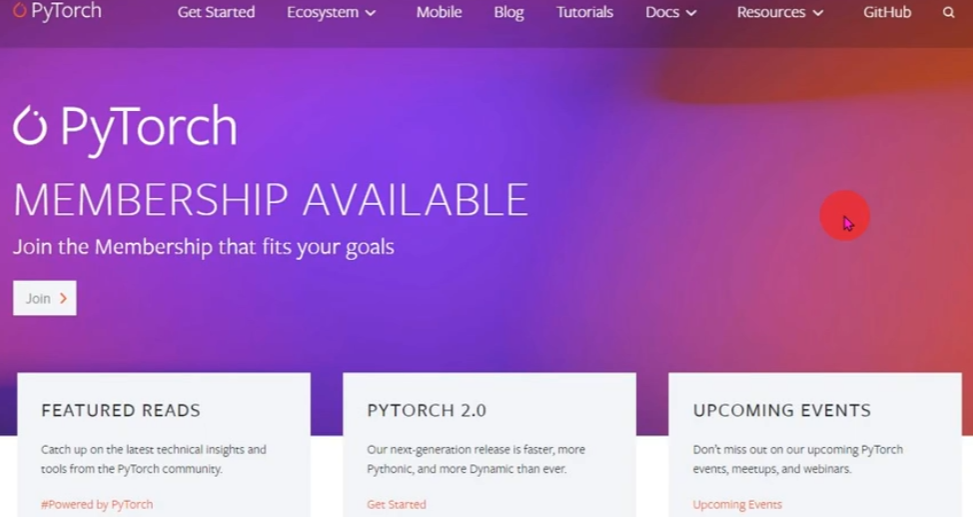 PyTorch
Get Started
Ecosystem
Mobile
Blog
Tutorials
Docs
Resources
GitHub
PyTorch
MEMBERSHIP AVAILABLE
Join the Membership that fits your goals
Join
FEATURED READS
Catch up on the latest technical insights and
tools from the PyTorch community.
#Powered by PyTorch
PYTORCH 2.0
Our next-generation release is faster, more
Pythonic, and more Dynamic than ever.
Get Started
UPCOMING EVENTS
Don't miss out on our upcoming PyTorch
events, meetups, and webinars.
Upcoming Events